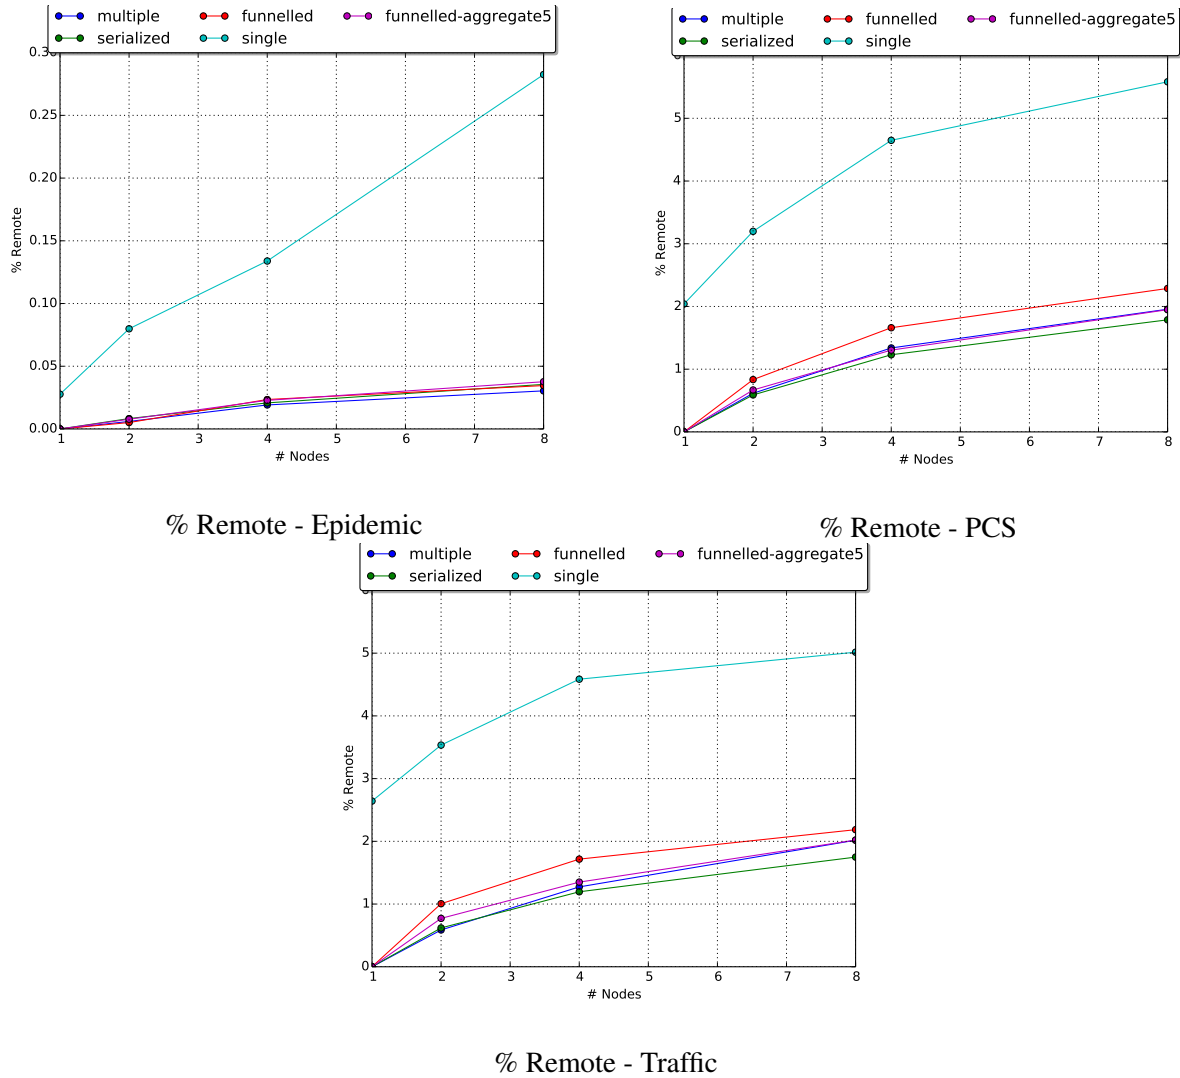 multiple funnelled funnelled-aggregate5
serialized single
0.25
0.20
0.15
0.10
0.05
0.00
% Remote
1 2 3 4 5 6 7 8
# Nodes
% Remote - Epidemic
multiple funnelled funnelled-aggregate5
serialized single
5
4
3
2
1
0
% Remote
1 2 3 4 5 6 7 8
# Nodes
% Remote - PCS
multiple funnelled funnelled-aggregate5
serialized single
5
4
3
2
1
0
% Remote
1 2 3 4 5 6 7 8
# Nodes
% Remote - Traffic